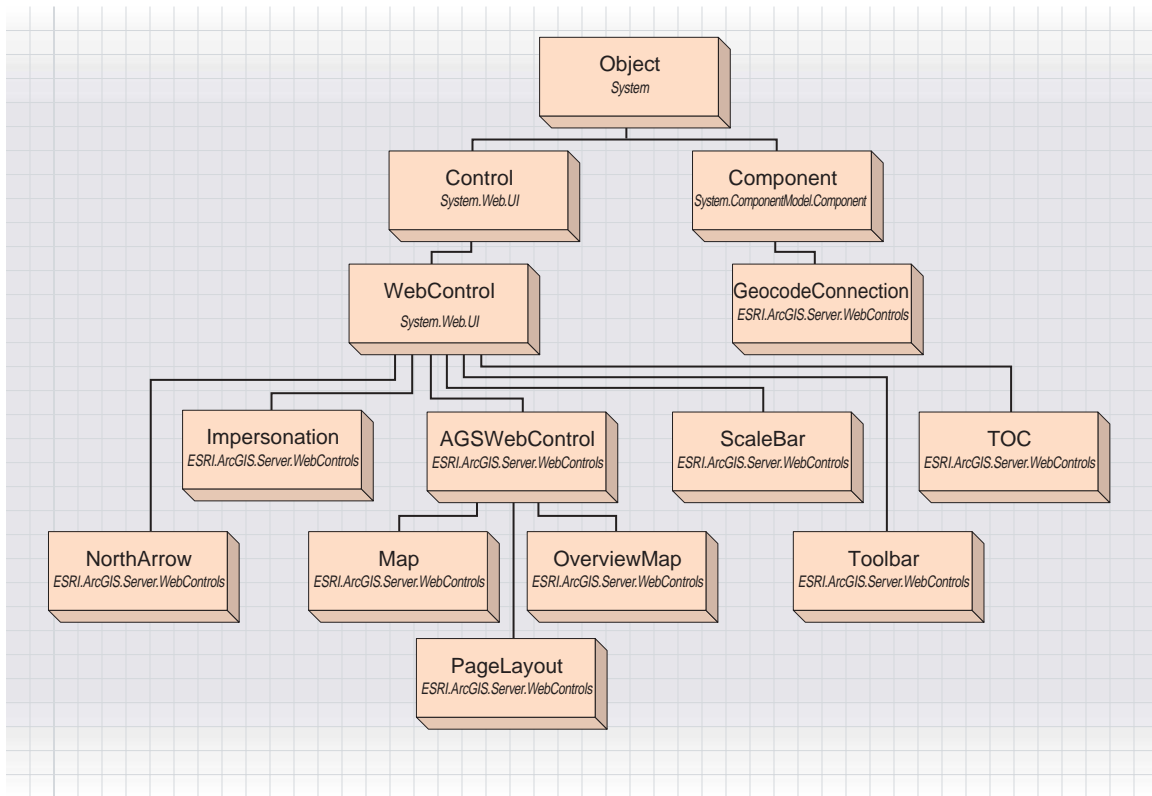 Object
System
Control
System.Web.UI
Component
System.ComponentModel.Component
WebControl
System.Web.UI
GeocodeConnection
ESRI.ArcGIS.Server.WebControls
Impersonation
ESRI.ArcGIS.Server.WebControls
AGSWebControl
ESRI.ArcGIS.Server.WebControls
ScaleBar
ESRI.ArcGIS.Server.WebControls
TOC
ESRI.ArcGIS.Server.WebControls
NorthArrow
ESRI.ArcGIS.Server.WebControls
Map
ESRI.ArcGIS.Server.WebControls
OverviewMap
ESRI.ArcGIS.Server.WebControls
Toolbar
ESRI.ArcGIS.Server.WebControls
PageLayout
ESRI.ArcGIS.Server.WebControls